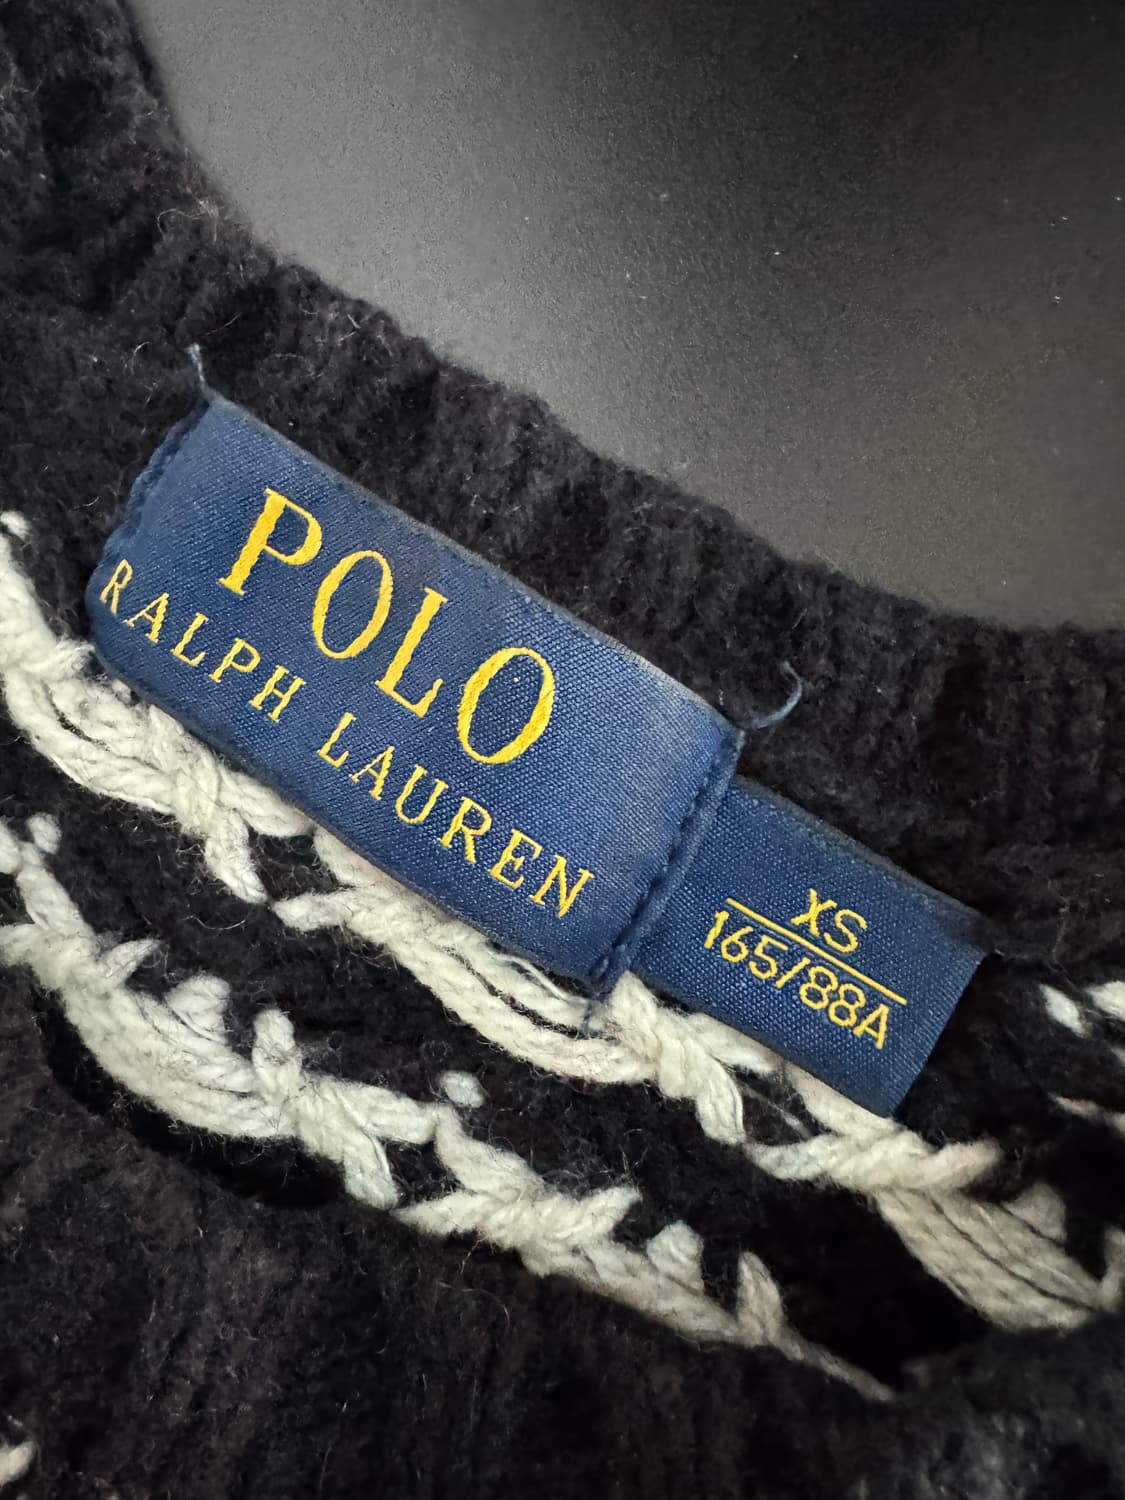 POLO
RALPH LAUREN
XS
165/88A